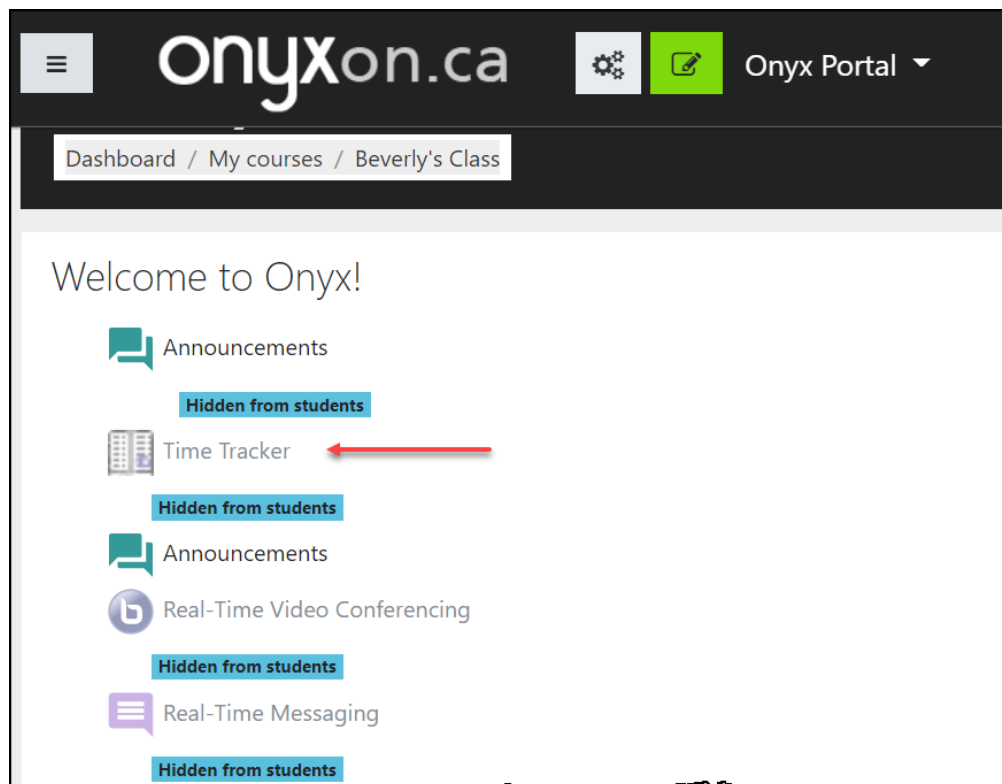 onyxon.ca
Onyx Portal
Dashboard / My courses / Beverly's Class
Welcome to Onyx!
Announcements
Hidden from students
Time Tracker
Hidden from students
Announcements
Real-Time Video Conferencing
Hidden from students
Real-Time Messaging
Hidden from students